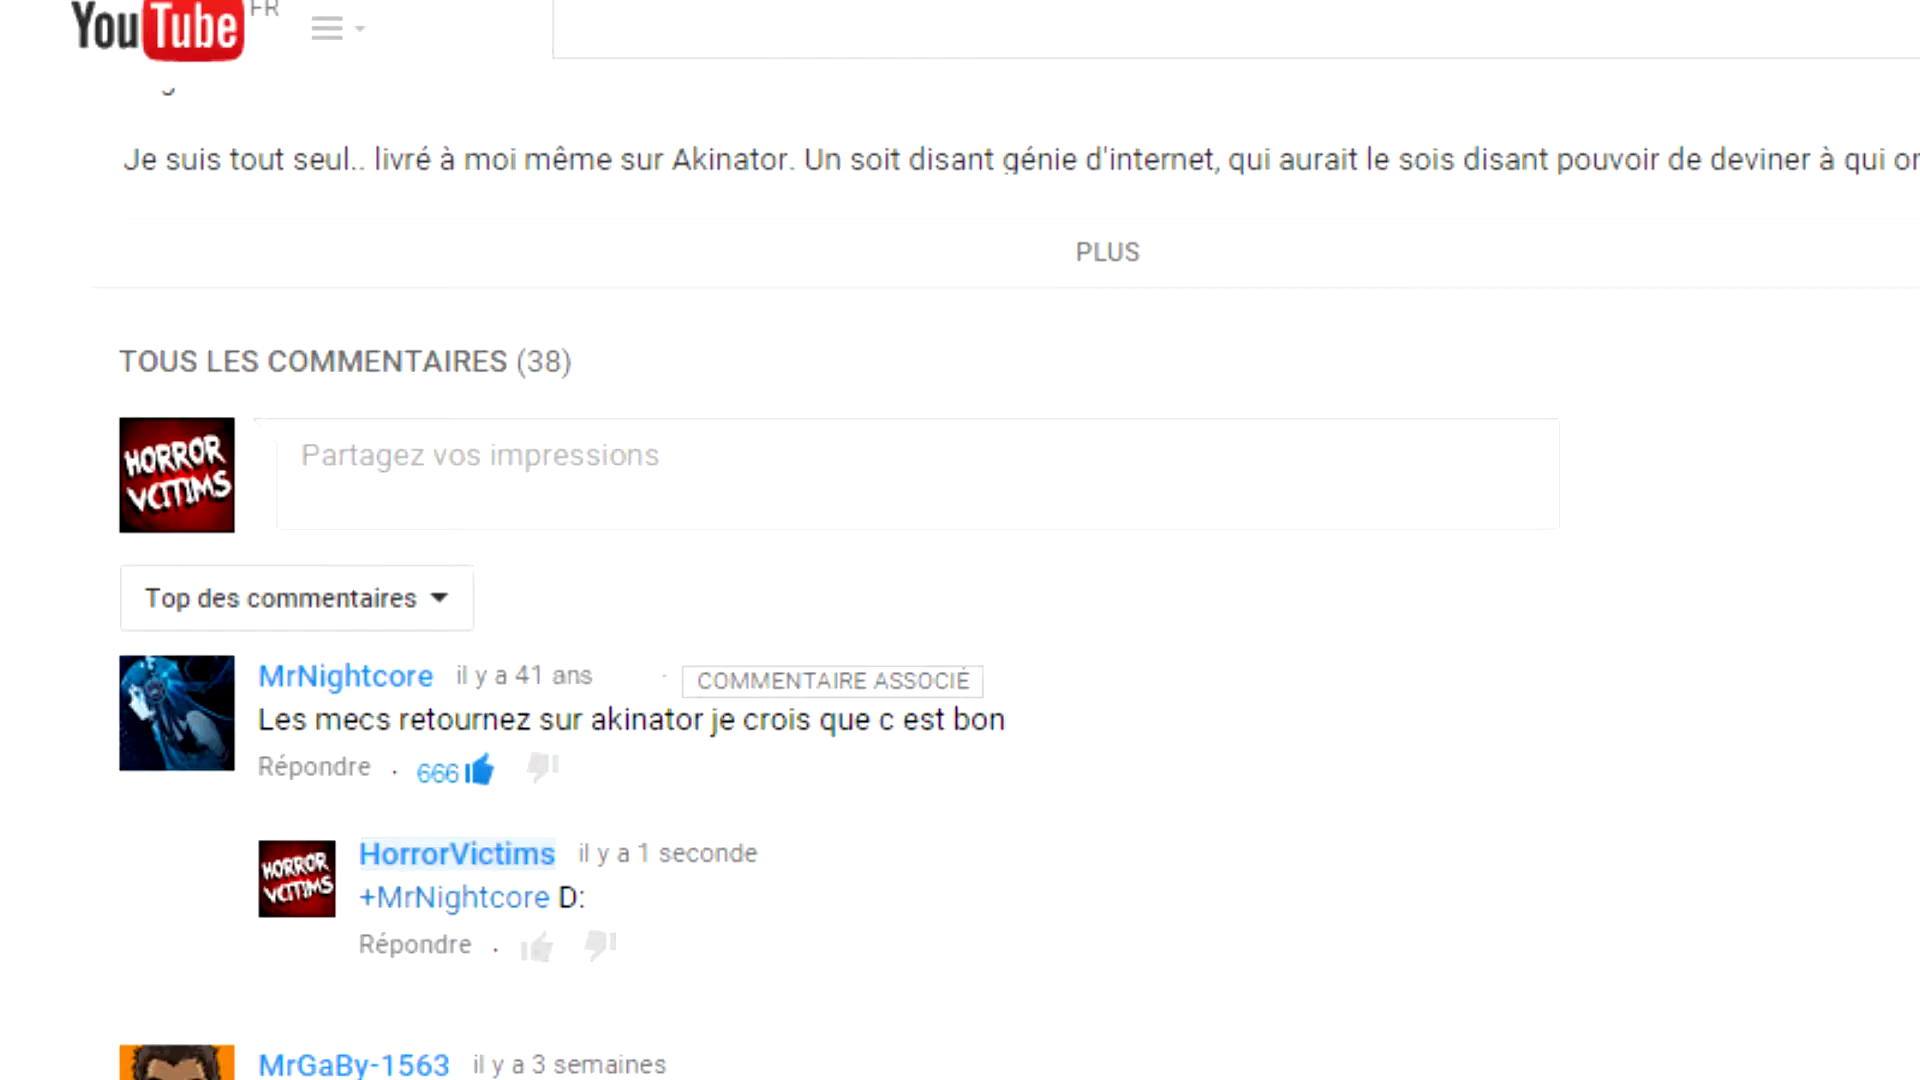 YouTube FR
Je suis tout seul.. livré à moi même sur Akinator. Un soit disant génie d'internet, qui aurait le sois disant pouvoir de deviner à qui
PLUS
TOUS LES COMMENTAIRES (38)
HORROR
VCITIMS
Partagez vos impressions
Top des commentaires
MrNightcore il y a 41 ans · COMMENTAIRE ASSOCIÉ
Les mecs retournez sur akinator je crois que c est bon
Répondre · 666
HORROR
VCITIMS
HorrorVictims il y a 1 seconde
+MrNightcore D:
Répondre ·
MrGaBy-1563 il y a 3 semaines